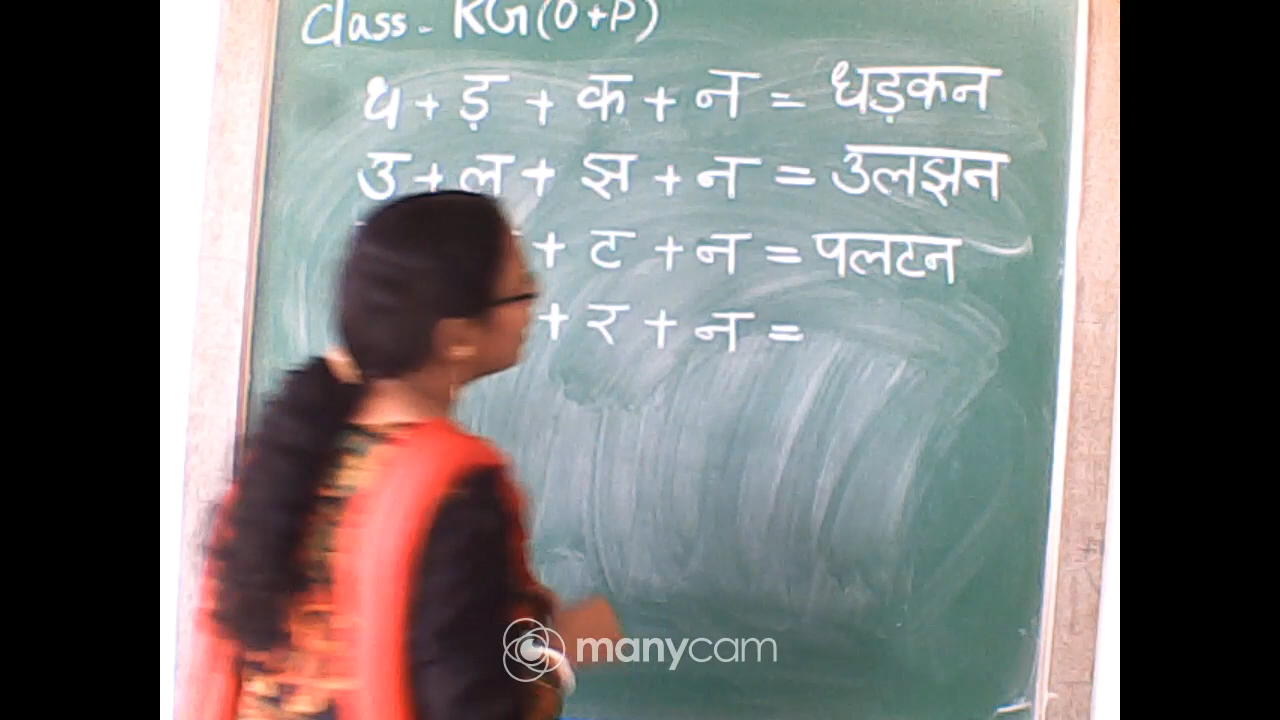 Class - KG (O+P)
ध + ड़ + क + न = धड़कन
उ + ल + झ + न = उलझन
+ ट + न = पलटन
+ र + न =
manycam